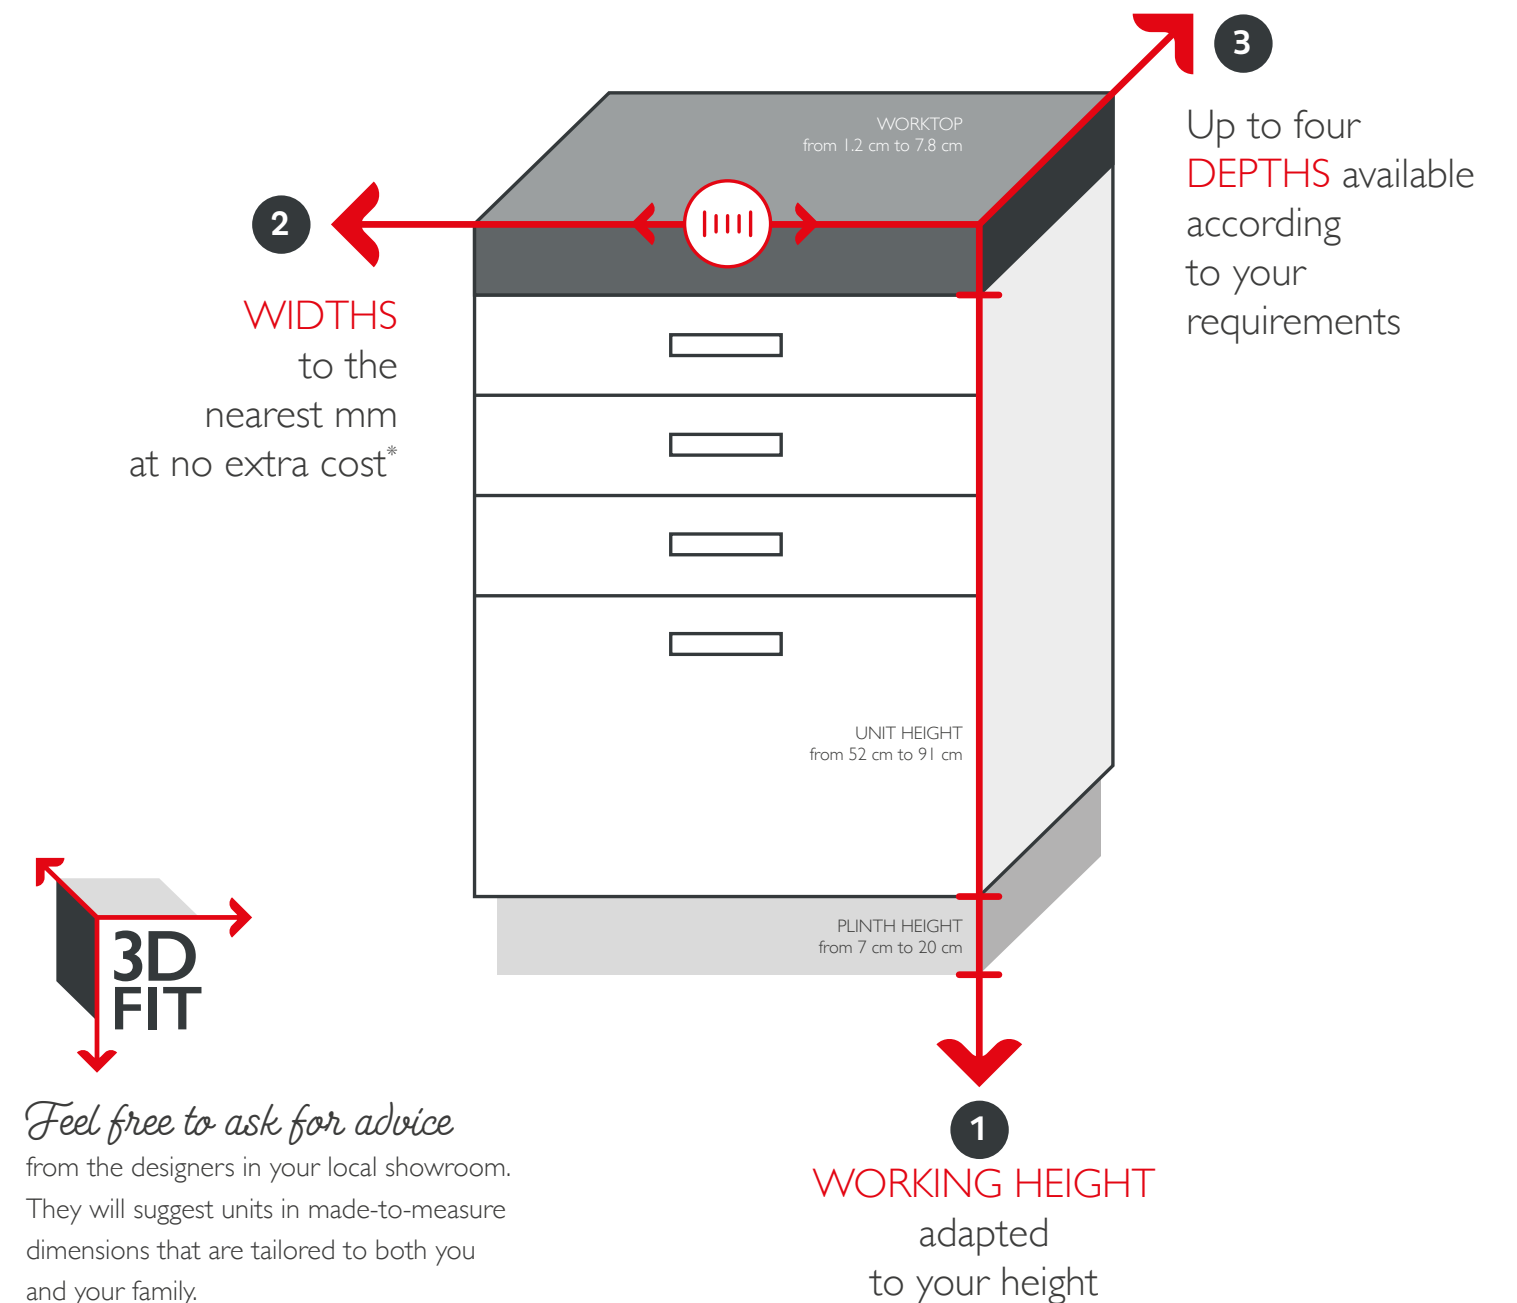 3
Up to four
DEPTHS available
according
to your
requirements
WORKTOP
from 1.2 cm to 7.8 cm
2
WIDTHS
to the
nearest mm
at no extra cost*
UNIT HEIGHT
from 52 cm to 91 cm
PLINTH HEIGHT
from 7 cm to 20 cm
3D
FIT
Feel free to ask for advice
from the designers in your local showroom.
They will suggest units in made-to-measure
dimensions that are tailored to both you
and your family.
1
WORKING HEIGHT
adapted
to your height